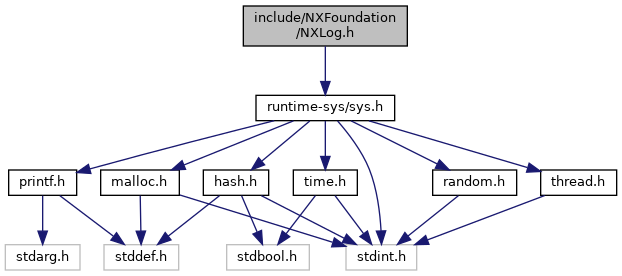 include/NXFoundation
/NXLog.h
runtime-sys/sys.h
printf.h
malloc.h
hash.h
time.h
random.h
thread.h
stdarg.h
stddef.h
stdbool.h
stdint.h